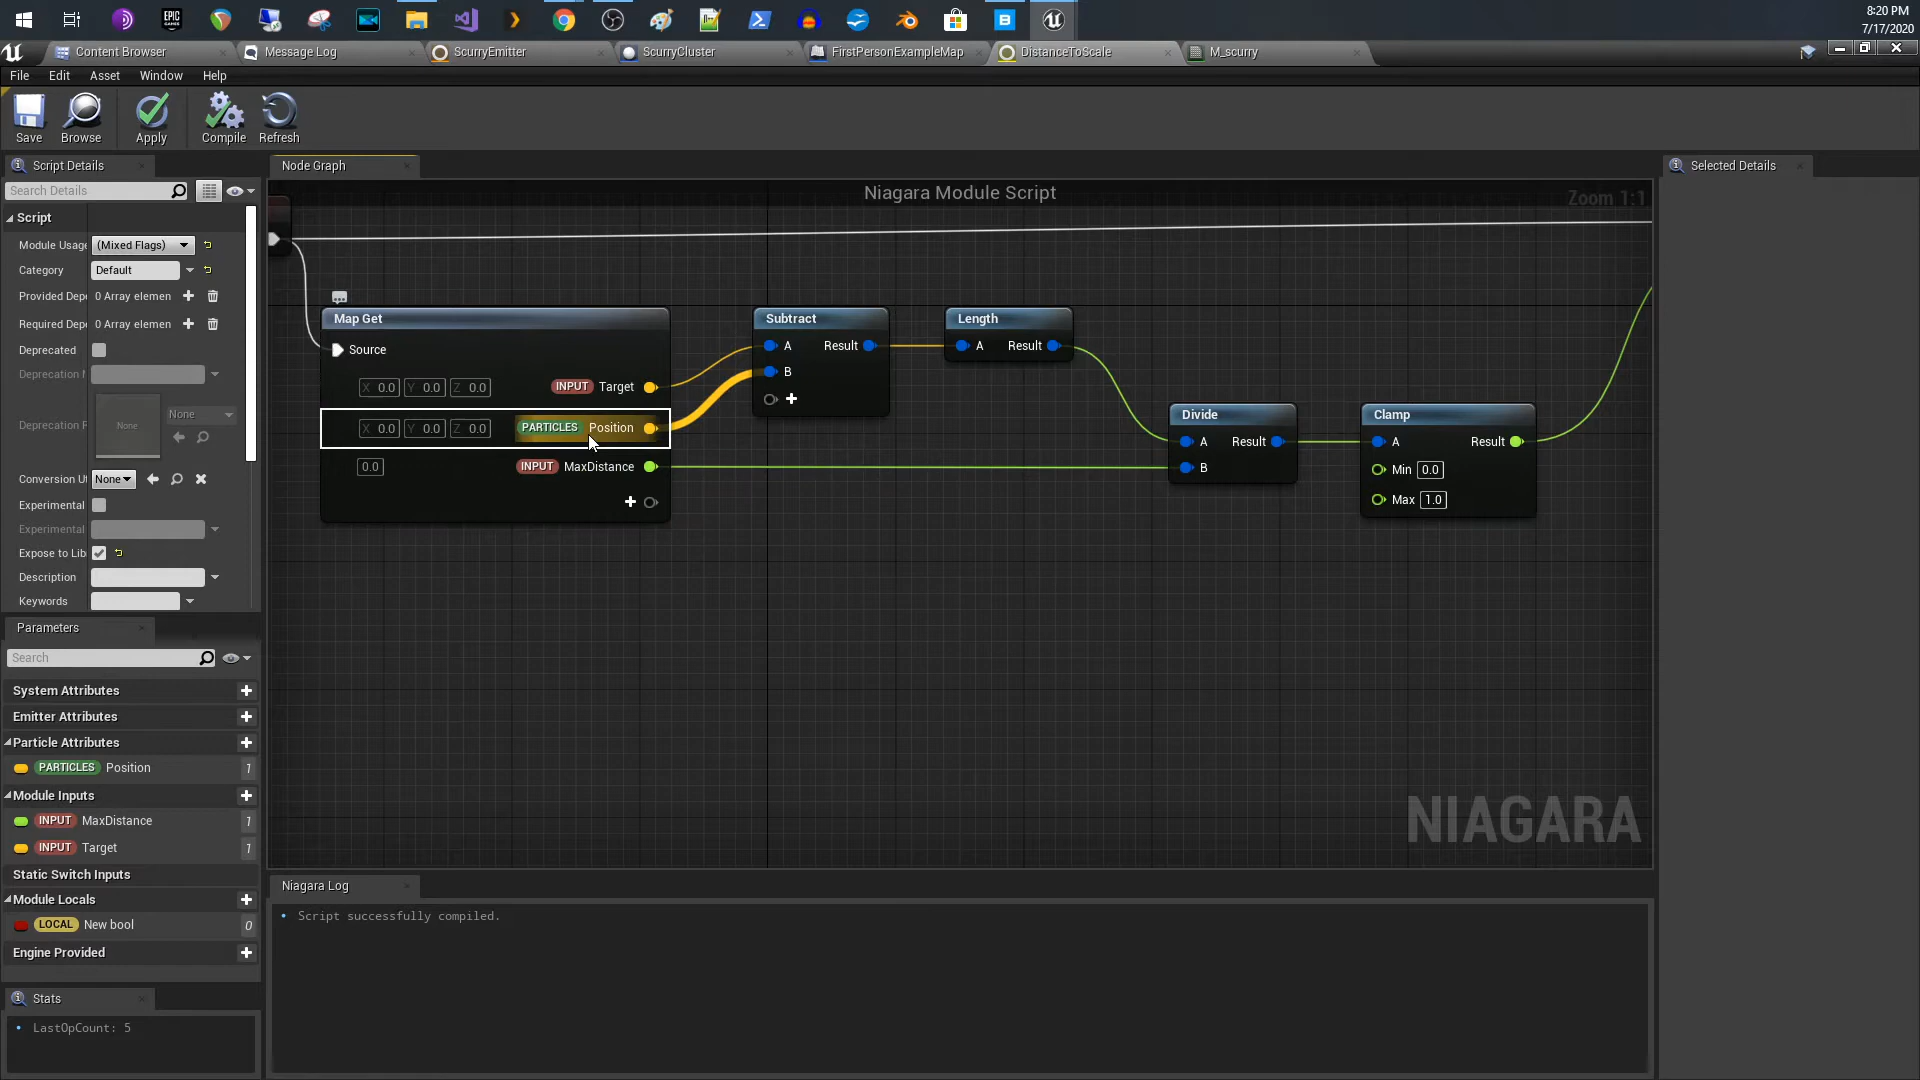 8:20 PM
7/17/2020
Content Browser
Message Log
ScurryEmitter
ScurryCluster
FirstPersonExampleMap
DistanceToScale
M_scurry
File Edit Asset Window Help
Save Browse Apply Compile Refresh
Script Details
Search Details
Script
Module Usage (Mixed Flags)
Category Default
Provided Depe 0 Array elemen
Required Depe 0 Array elemen
Deprecated
Deprecation M
Deprecation R None None
Conversion Ut None
Experimental
Experimental
Expose to Lib
Description
Keywords
Parameters
Search
System Attributes
Emitter Attributes
Particle Attributes
PARTICLES Position 1
Module Inputs
INPUT MaxDistance 1
INPUT Target 1
Static Switch Inputs
Module Locals
LOCAL New bool 0
Engine Provided
Stats
LastOpCount: 5
Node Graph
Niagara Module Script
Zoom 1:1
Map Get
Source
X 0.0 Y 0.0 Z 0.0 INPUT Target
X 0.0 Y 0.0 Z 0.0 PARTICLES Position
0.0 INPUT MaxDistance
Subtract
A Result
B
Length
A Result
Divide
A Result
B
Clamp
A Result
Min 0.0
Max 1.0
NIAGARA
Niagara Log
Script successfully compiled.
Selected Details